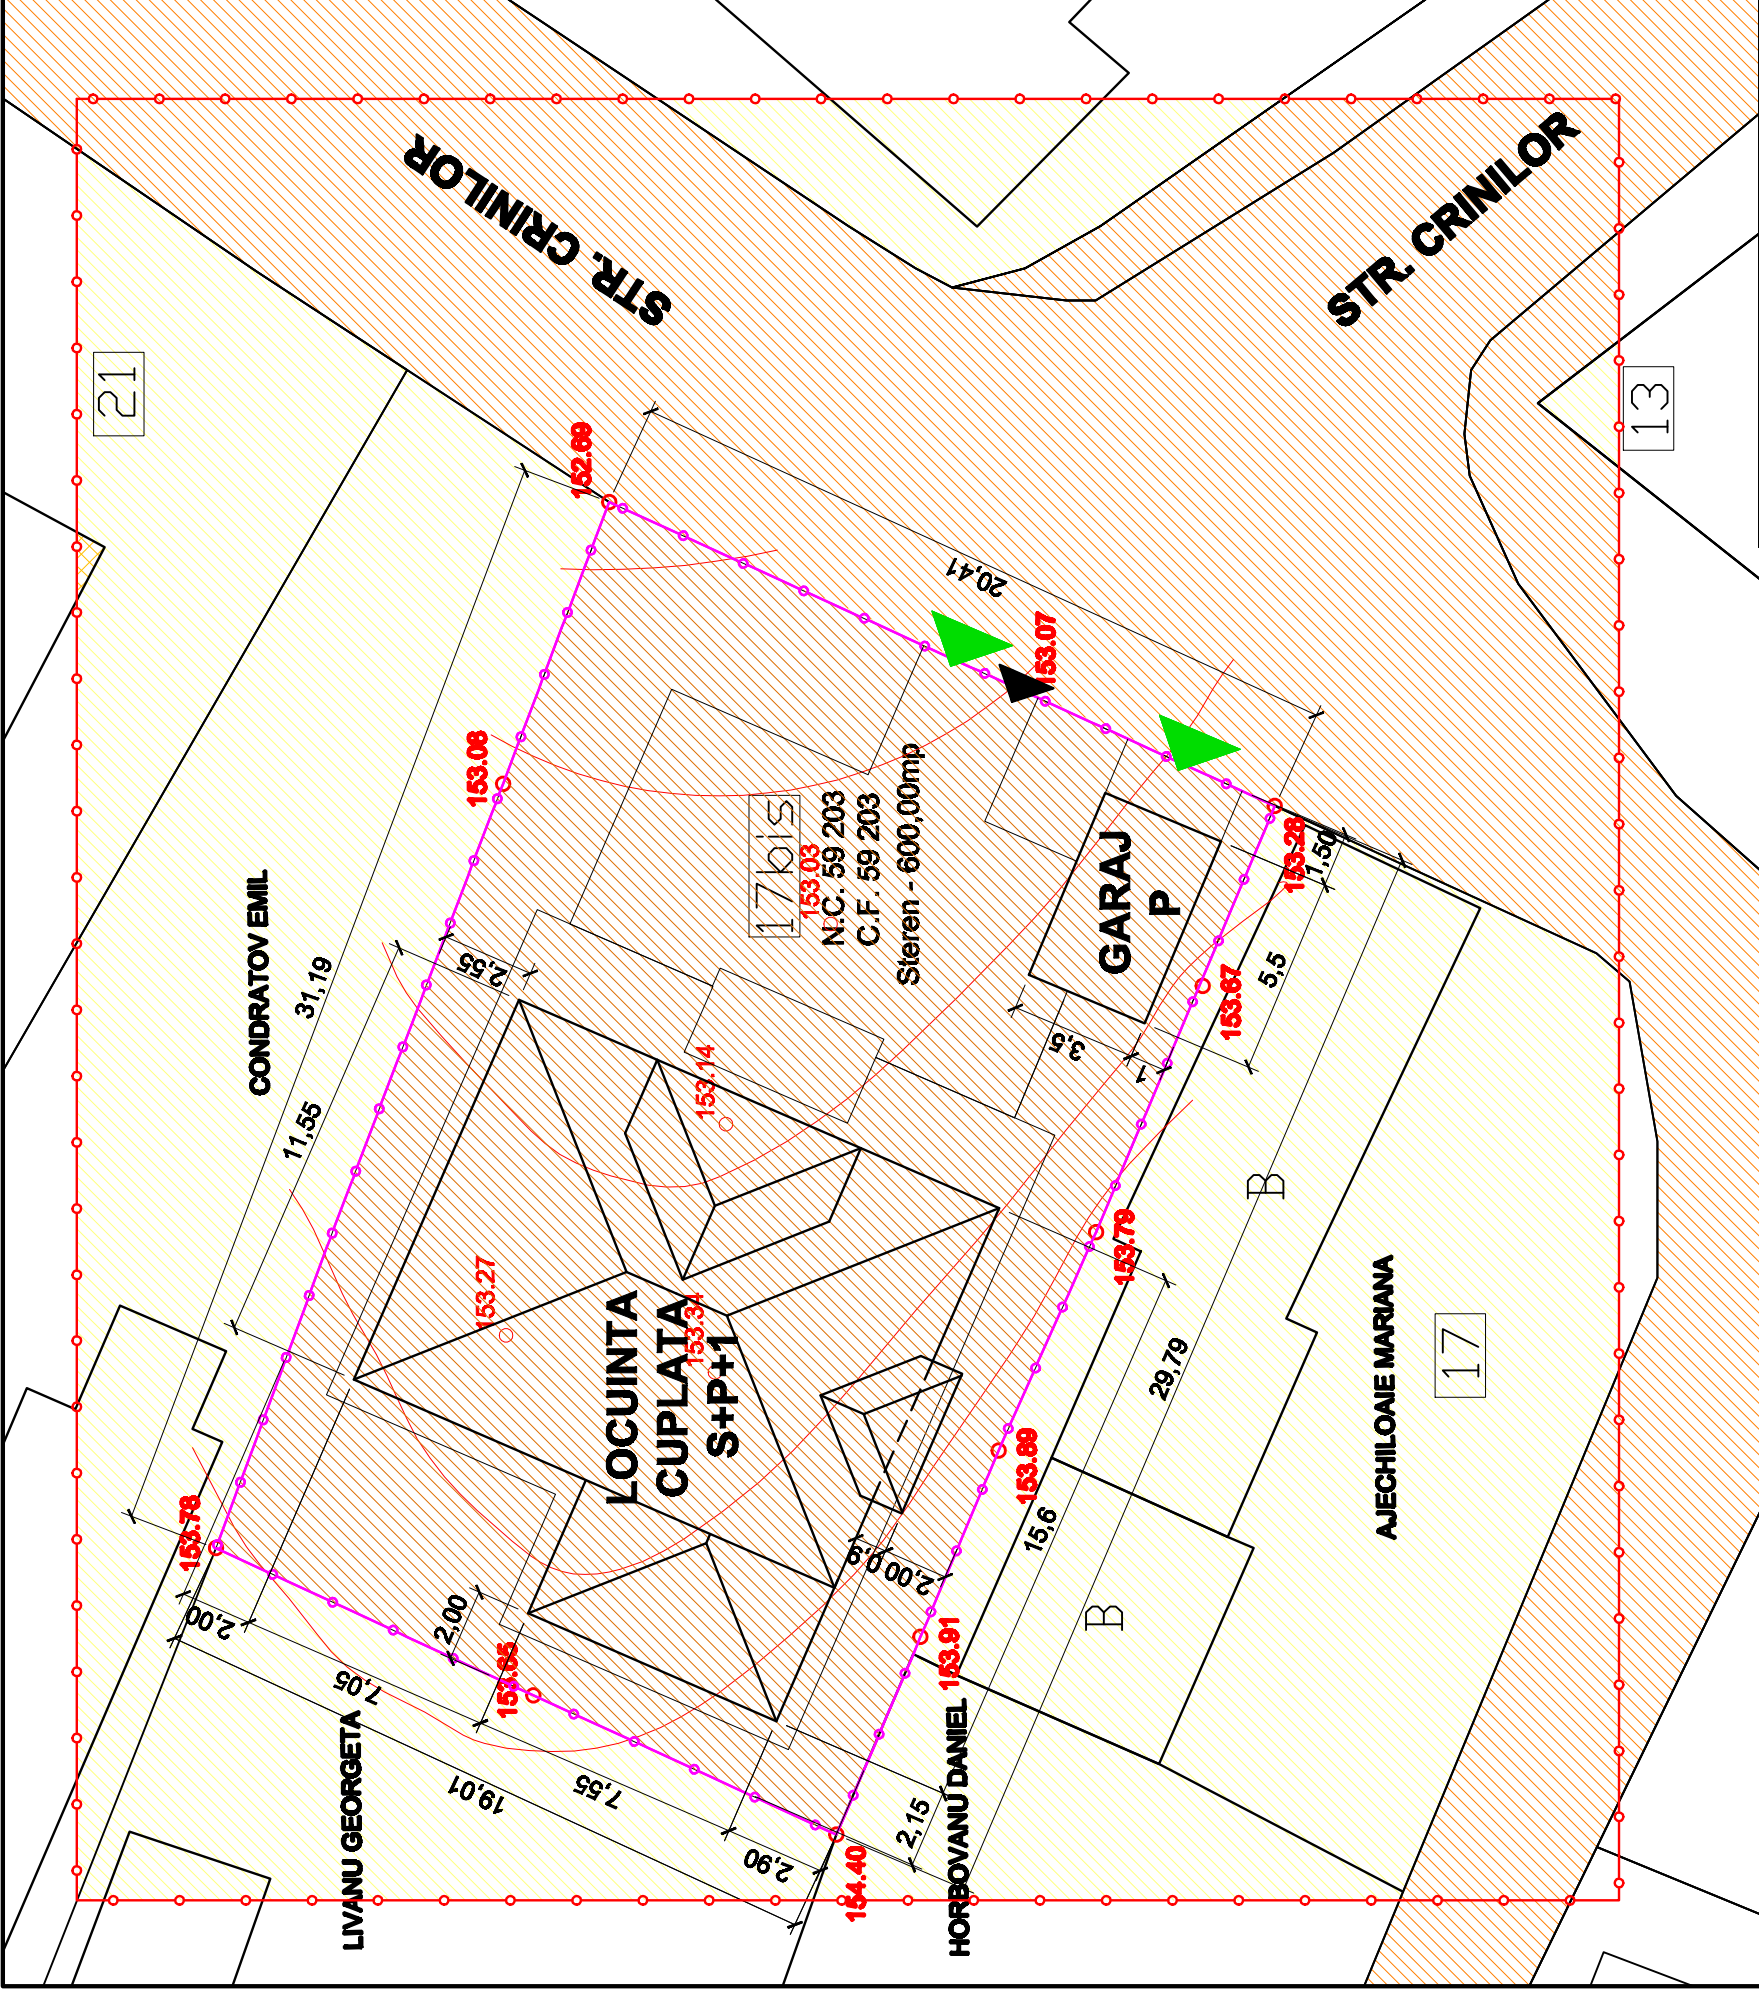 STR. CRINILOR
STR. CRINILOR
21
13
152.69
20,41
153.07
153.08
17bis
153.03
N.C. 59 203
C.F. 59 203
Steren - 600,00mp
GARAJ
P
153.28
1,50
CONDRATOV EMIL
31,19
2,55
11,55
153.67
5,5
3,5
1
153.14
153.27
153.34
LOCUINTA
CUPLATA
S+P+1
153.79
B
29,79
AJECHILOAIE MARIANA
17
153.89
15,6
153.78
2,00
2,00
0,9
2,00
153.91
B
7,05
LIVANU GEORGETA
19,01
7,55
2,90
2,15
154.40
HORBOVANU DANIEL